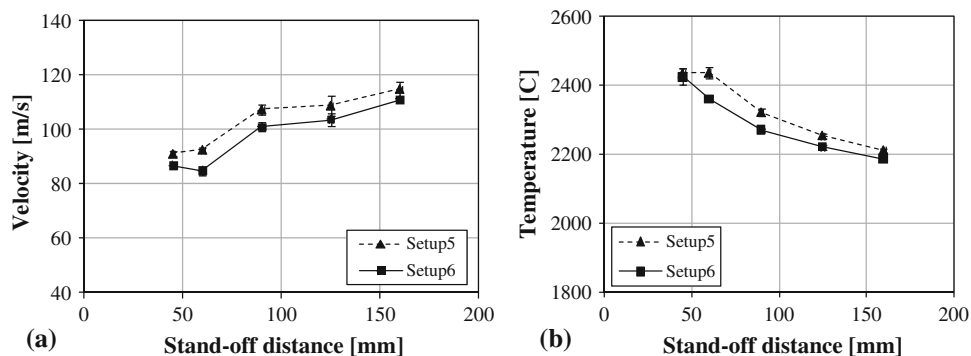 140
120
100
80
60
40
0
50
100
150
200
Velocity [m/s]
Stand-off distance [mm]
Setup5
Setup6
(a)
2600
2400
2200
2000
1800
0
50
100
150
200
Temperature [C]
Stand-off distance [mm]
Setup5
Setup6
(b)